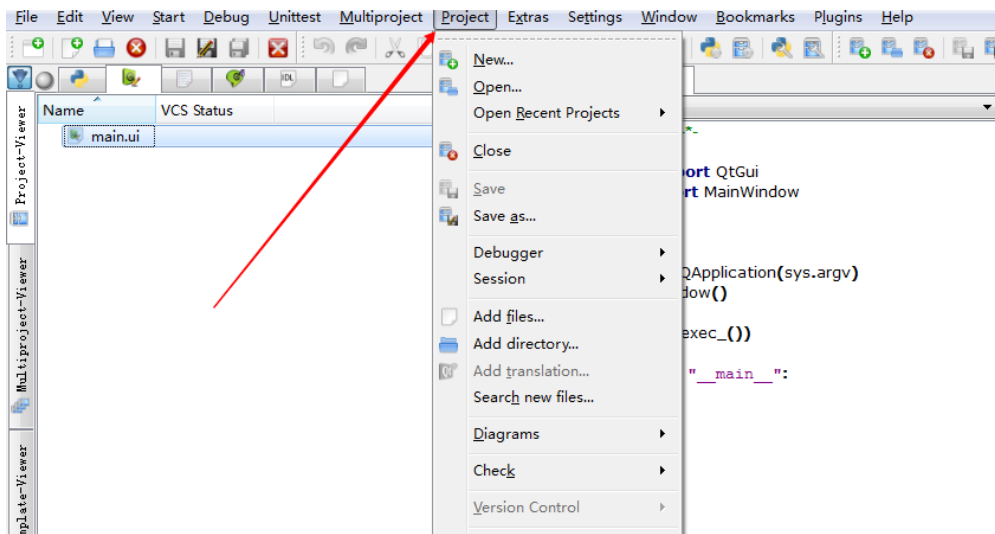 File Edit View Start Debug Unittest Multiproject Project Extras Settings Window Bookmarks Plugins Help
IDL
Name VCS Status
main.ui
Project-Viewer
Multiproject-Viewer
mplate-Viewer
New...
Open...
Open Recent Projects
Close
Save
Save as...
Debugger
Session
Add files...
Add directory...
Add translation...
Search new files...
Diagrams
Check
Version Control
-*-
port QtGui
rt MainWindow
QApplication(sys.argv)
dow()
exec_())
"__main__":